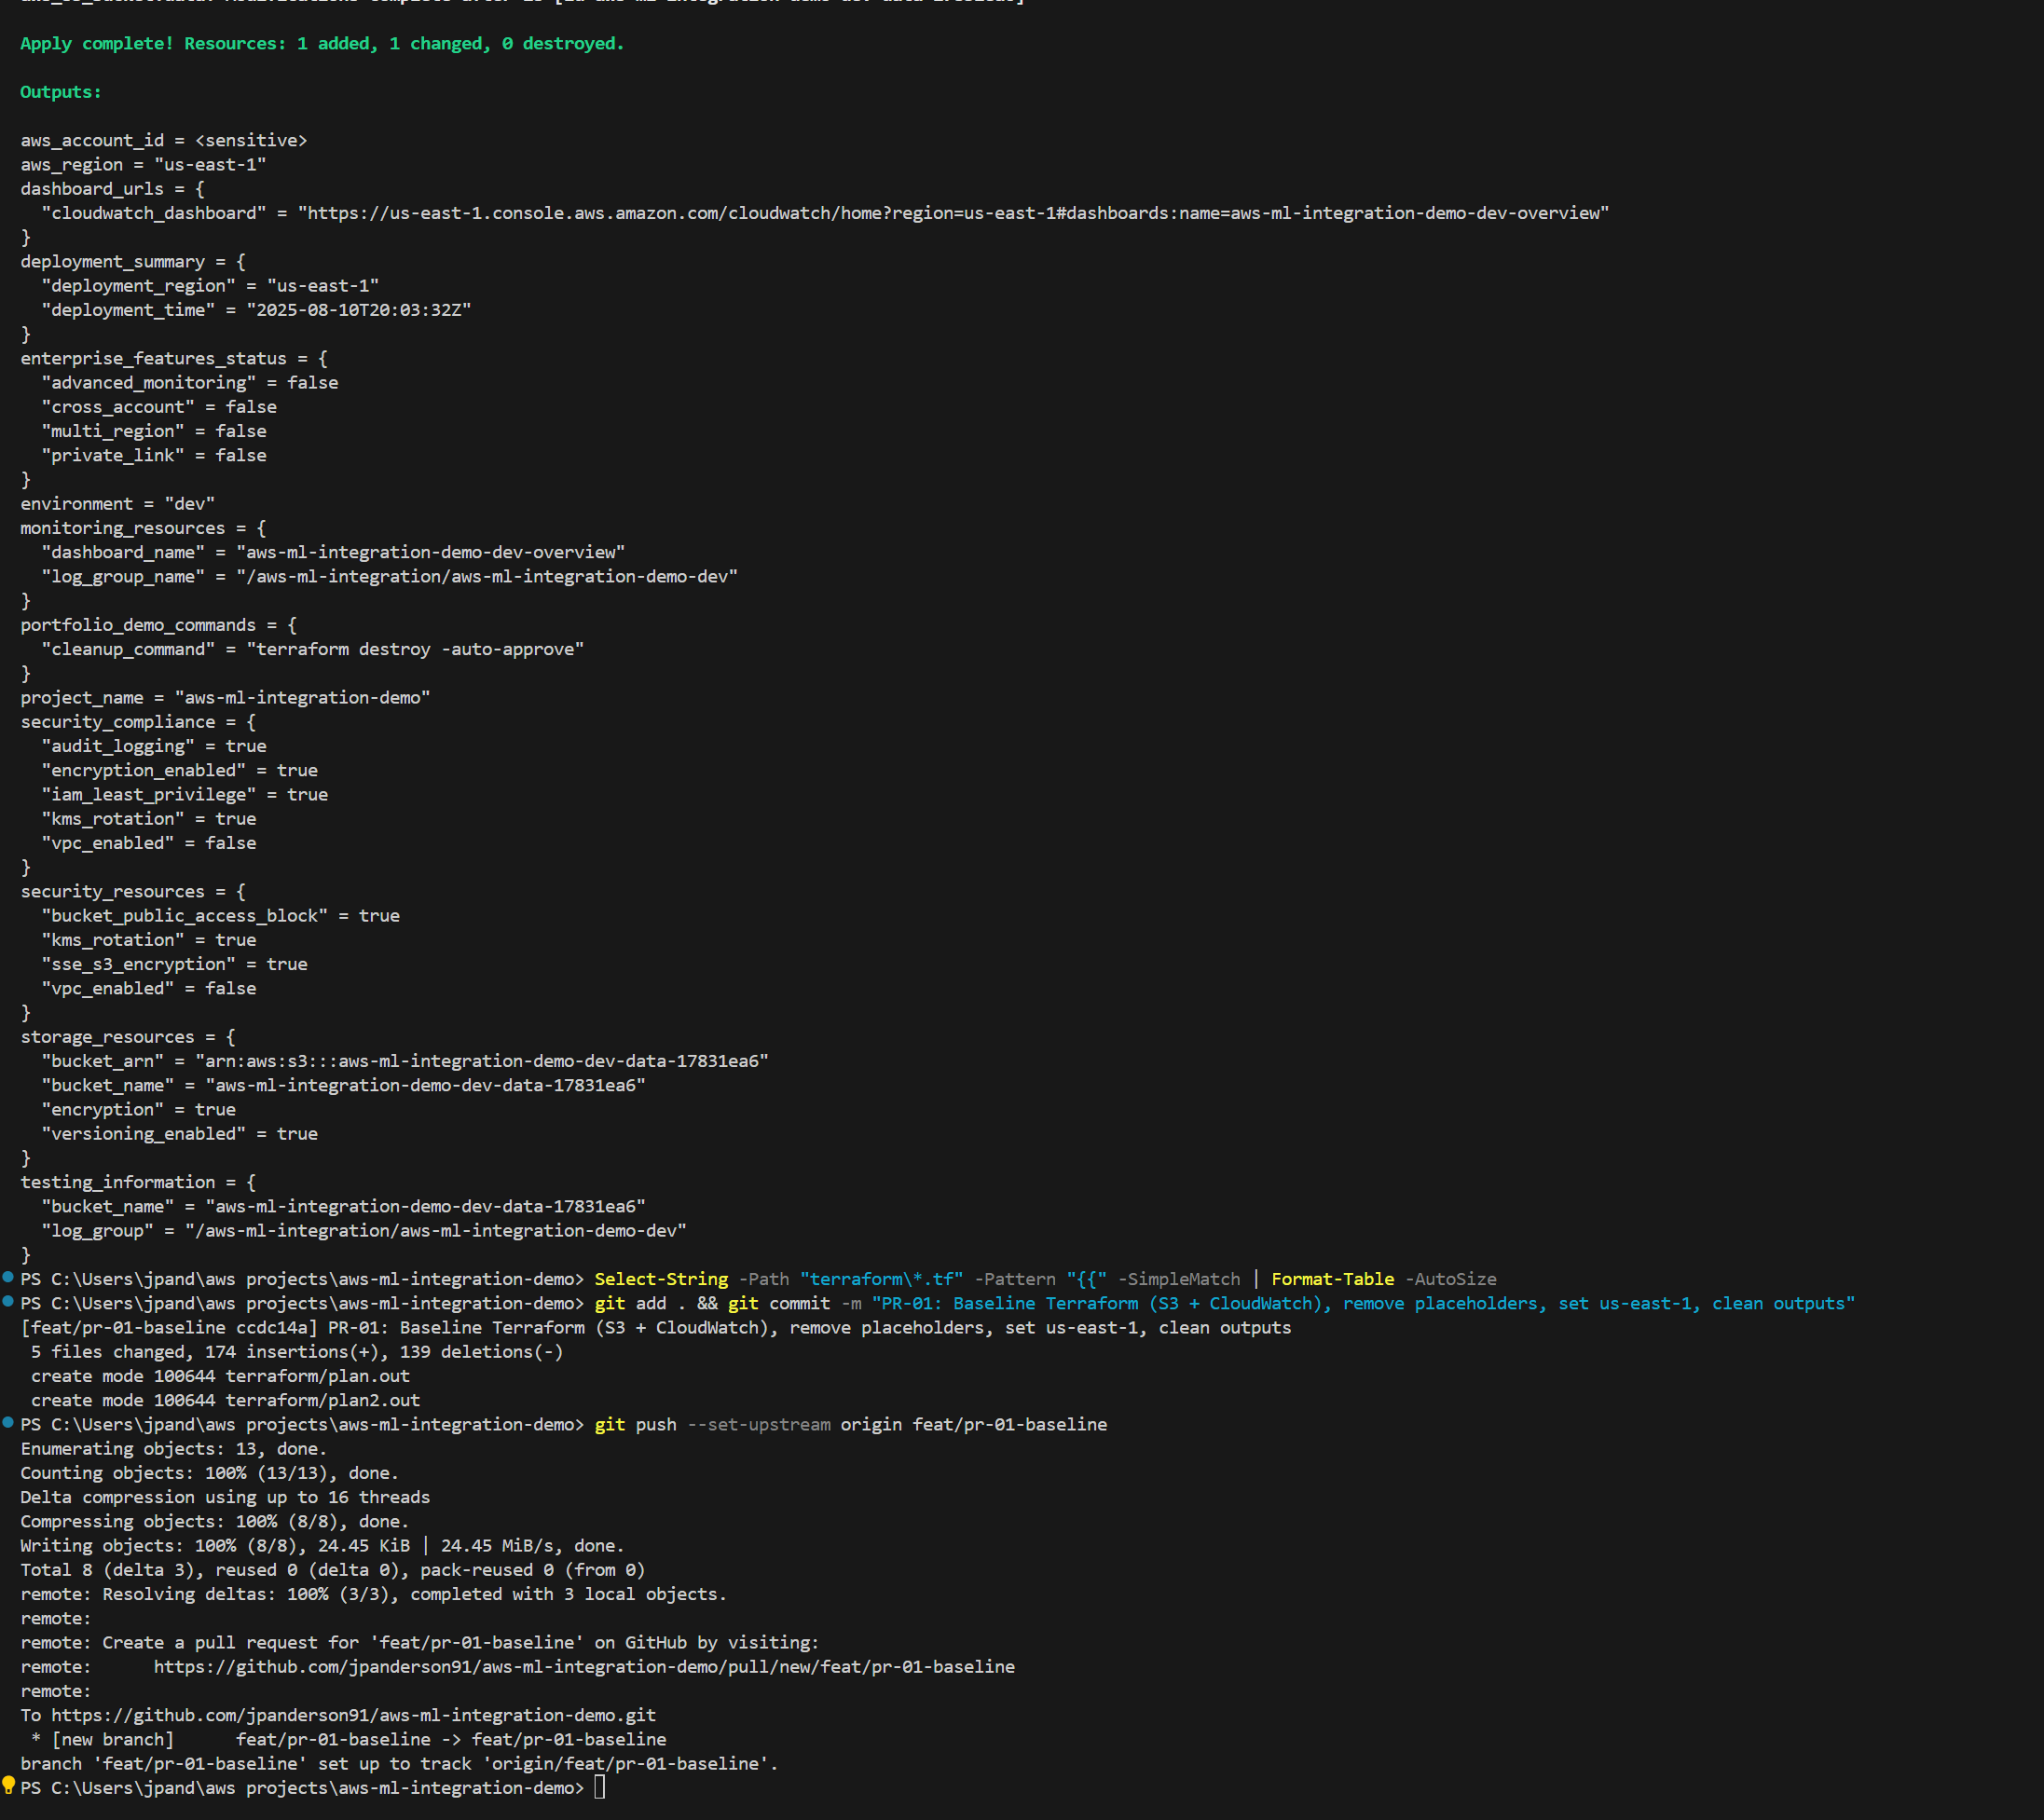 Apply complete! Resources: 1 added, 1 changed, 0 destroyed.
Outputs:
aws_account_id = <sensitive>
aws_region = "us-east-1"
dashboard_urls = {
  "cloudwatch_dashboard" = "https://us-east-1.console.aws.amazon.com/cloudwatch/home?region=us-east-1#dashboards:name=aws-ml-integration-demo-dev-overview"
}
deployment_summary = {
  "deployment_region" = "us-east-1"
  "deployment_time" = "2025-08-10T20:03:32Z"
}
enterprise_features_status = {
  "advanced_monitoring" = false
  "cross_account" = false
  "multi_region" = false
  "private_link" = false
}
environment = "dev"
monitoring_resources = {
  "dashboard_name" = "aws-ml-integration-demo-dev-overview"
  "log_group_name" = "/aws-ml-integration/aws-ml-integration-demo-dev"
}
portfolio_demo_commands = {
  "cleanup_command" = "terraform destroy -auto-approve"
}
project_name = "aws-ml-integration-demo"
security_compliance = {
  "audit_logging" = true
  "encryption_enabled" = true
  "iam_least_privilege" = true
  "kms_rotation" = true
  "vpc_enabled" = false
}
security_resources = {
  "bucket_public_access_block" = true
  "kms_rotation" = true
  "sse_s3_encryption" = true
  "vpc_enabled" = false
}
storage_resources = {
  "bucket_arn" = "arn:aws:s3:::aws-ml-integration-demo-dev-data-17831ea6"
  "bucket_name" = "aws-ml-integration-demo-dev-data-17831ea6"
  "encryption" = true
  "versioning_enabled" = true
}
testing_information = {
  "bucket_name" = "aws-ml-integration-demo-dev-data-17831ea6"
  "log_group" = "/aws-ml-integration/aws-ml-integration-demo-dev"
}
PS C:\Users\jpand\aws projects\aws-ml-integration-demo> Select-String -Path "terraform\*.tf" -Pattern "{{" -SimpleMatch | Format-Table -AutoSize
PS C:\Users\jpand\aws projects\aws-ml-integration-demo> git add . && git commit -m "PR-01: Baseline Terraform (S3 + CloudWatch), remove placeholders, set us-east-1, clean outputs"
[feat/pr-01-baseline ccdc14a] PR-01: Baseline Terraform (S3 + CloudWatch), remove placeholders, set us-east-1, clean outputs
 5 files changed, 174 insertions(+), 139 deletions(-)
 create mode 100644 terraform/plan.out
 create mode 100644 terraform/plan2.out
PS C:\Users\jpand\aws projects\aws-ml-integration-demo> git push --set-upstream origin feat/pr-01-baseline
Enumerating objects: 13, done.
Counting objects: 100% (13/13), done.
Delta compression using up to 16 threads
Compressing objects: 100% (8/8), done.
Writing objects: 100% (8/8), 24.45 KiB | 24.45 MiB/s, done.
Total 8 (delta 3), reused 0 (delta 0), pack-reused 0 (from 0)
remote: Resolving deltas: 100% (3/3), completed with 3 local objects.
remote:
remote: Create a pull request for 'feat/pr-01-baseline' on GitHub by visiting:
remote:      https://github.com/jpanderson91/aws-ml-integration-demo/pull/new/feat/pr-01-baseline
remote:
To https://github.com/jpanderson91/aws-ml-integration-demo.git
 * [new branch]      feat/pr-01-baseline -> feat/pr-01-baseline
branch 'feat/pr-01-baseline' set up to track 'origin/feat/pr-01-baseline'.
PS C:\Users\jpand\aws projects\aws-ml-integration-demo>